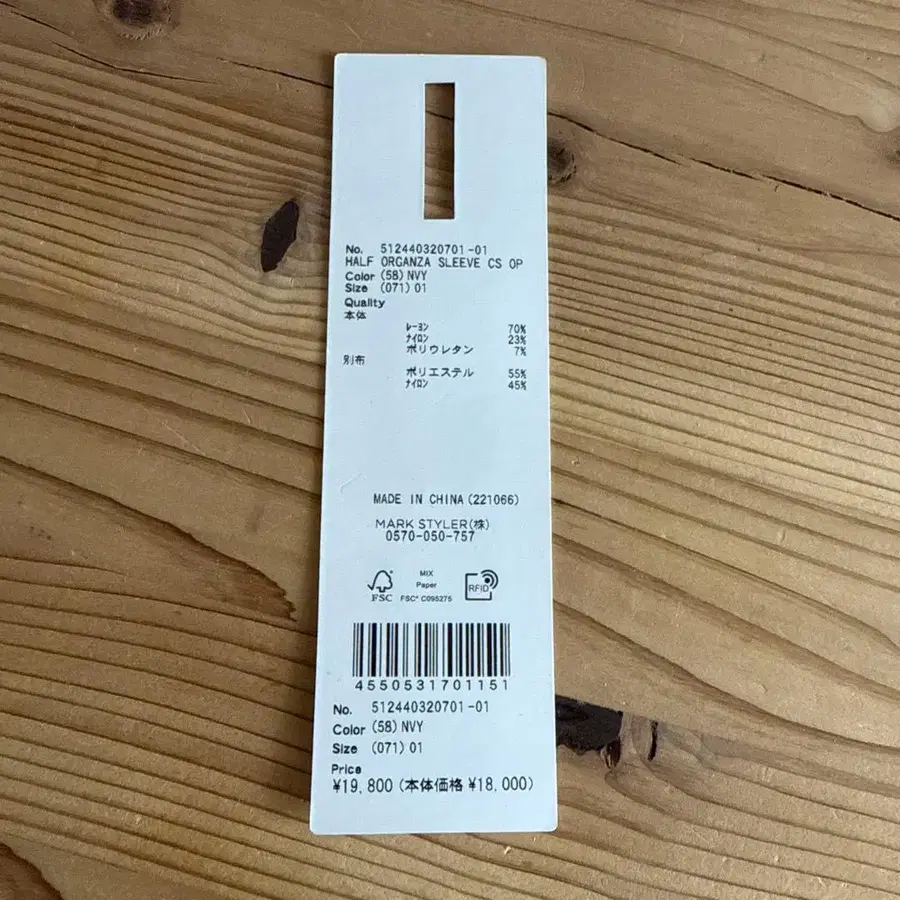 No. 512440320701-01
HALF ORGANZA SLEEVE CS OP
Color (58) NVY
Size (071) 01
Quality
本体
レーヨン 70%
ナイロン 23%
ポリウレタン 7%
別布
ポリエステル 55%
ナイロン 45%
MADE IN CHINA (221066)
MARK STYLER(株)
0570-050-757
FSC
MIX
Paper
FSC® C095275
RFID
4550531701151
No. 512440320701-01
Color (58) NVY
Size (071) 01
Price
¥19,800 (本体価格 ¥18,000)